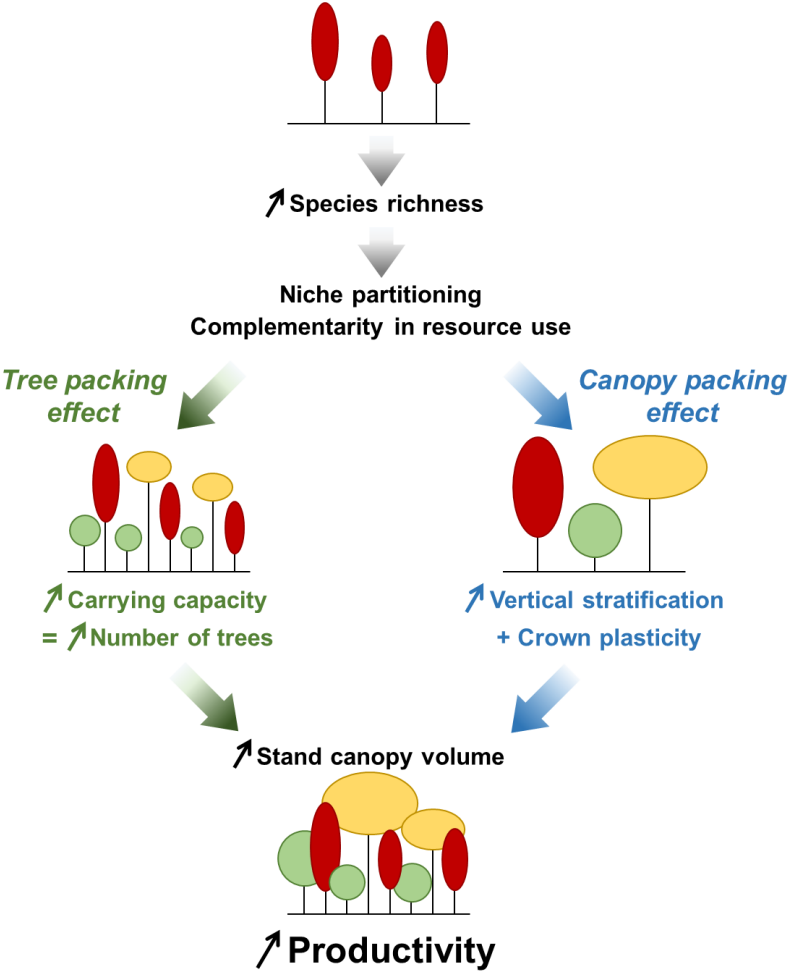 ↗ Species richness
Niche partitioning
Complementarity in resource use
Tree packing
effect
Canopy packing
effect
↗ Carrying capacity
= ↗ Number of trees
↗ Vertical stratification
+ Crown plasticity
↗ Stand canopy volume
↗ Productivity